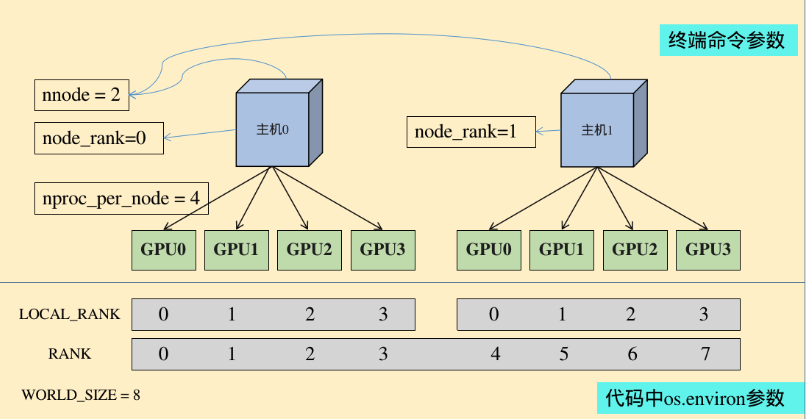 终端命令参数
nnode = 2
主机0
主机1
node_rank=0
node_rank=1
nproc_per_node = 4
GPU0 GPU1 GPU2 GPU3 GPU0 GPU1 GPU2 GPU3
LOCAL_RANK 0 1 2 3 0 1 2 3
RANK 0 1 2 3 4 5 6 7
WORLD_SIZE = 8
代码中os.environ参数